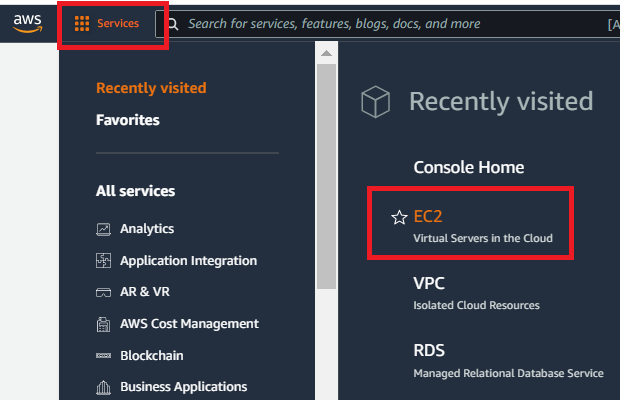 aws
Services
Search for services, features, blogs, docs, and more
[A
Recently visited
Favorites
All services
Analytics
Application Integration
AR & VR
AWS Cost Management
Blockchain
Business Applications
Recently visited
Console Home
EC2
Virtual Servers in the Cloud
VPC
Isolated Cloud Resources
RDS
Managed Relational Database Service